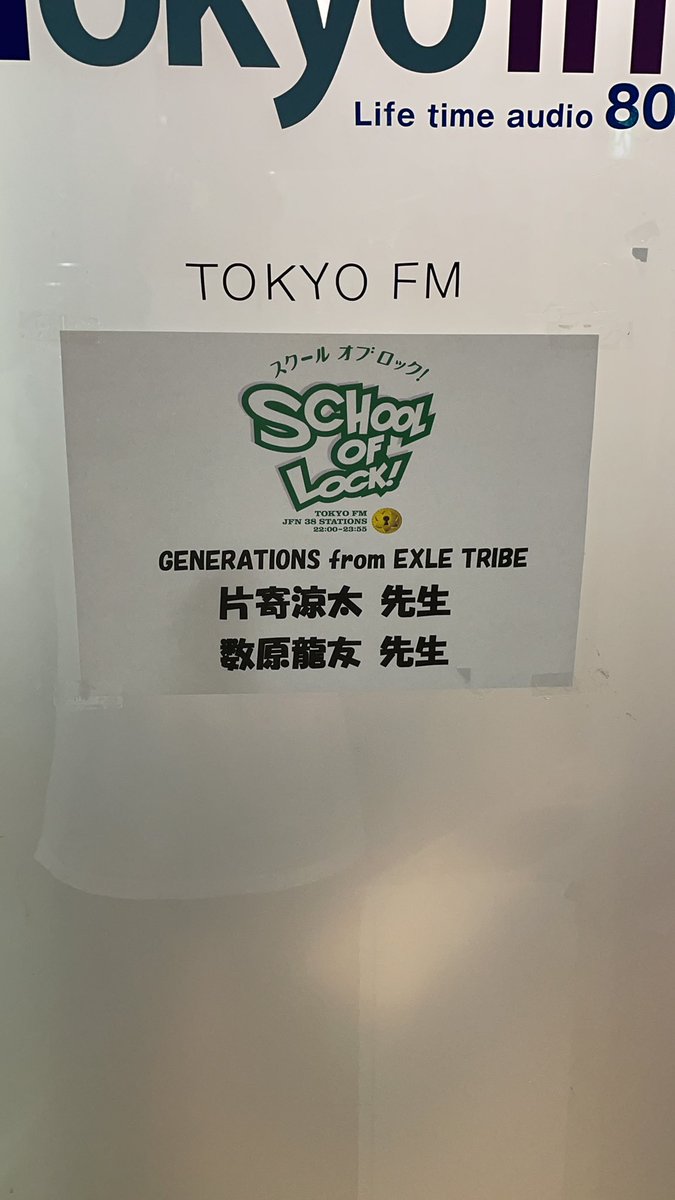 Tokyo fm
Life time audio 80
TOKYO FM
スクール オブ ロック!
SCHOOL
OF
LOCK!
TOKYO FM
JFN 38 STATIONS
22:00-23:55
GENERATIONS from EXLE TRIBE
片寄涼太 先生
数原龍友 先生